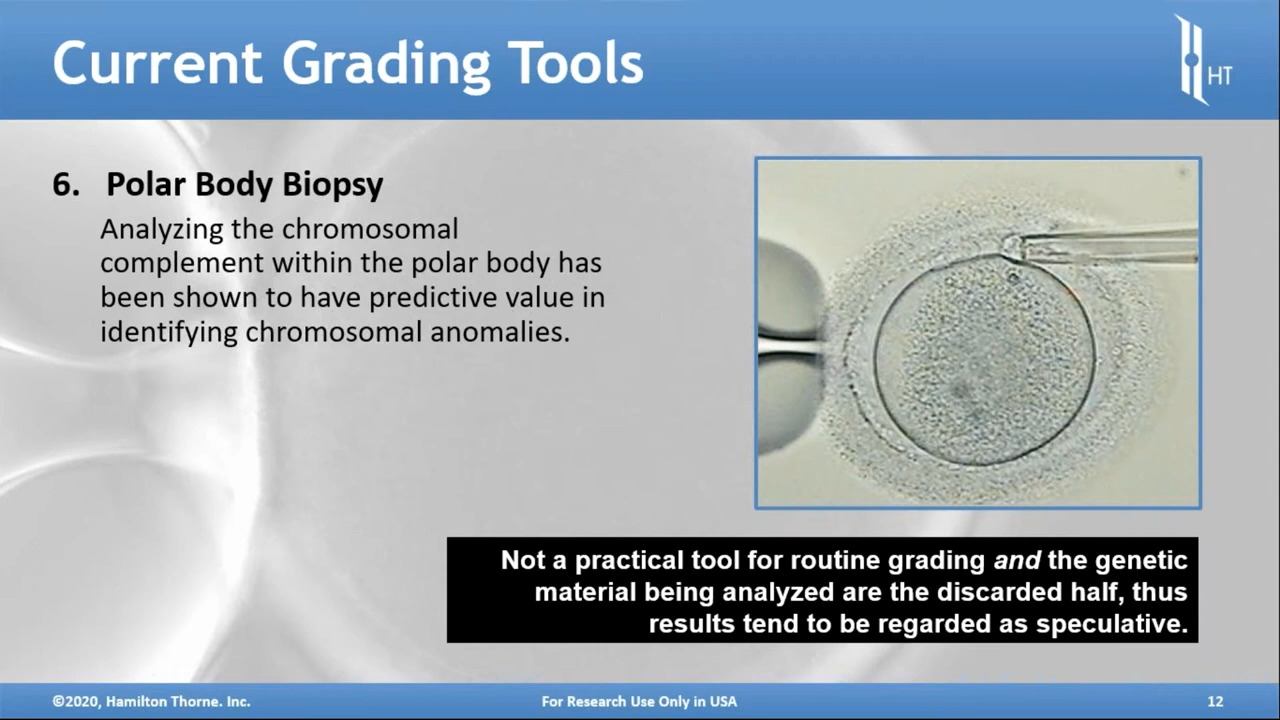 Current Grading Tools
HT
6. Polar Body Biopsy
Analyzing the chromosomal
complement within the polar body has
been shown to have predictive value in
identifying chromosomal anomalies.
Not a practical tool for routine grading and the genetic
material being analyzed are the discarded half, thus
results tend to be regarded as speculative.
©2020, Hamilton Thorne. Inc.
For Research Use Only in USA
12